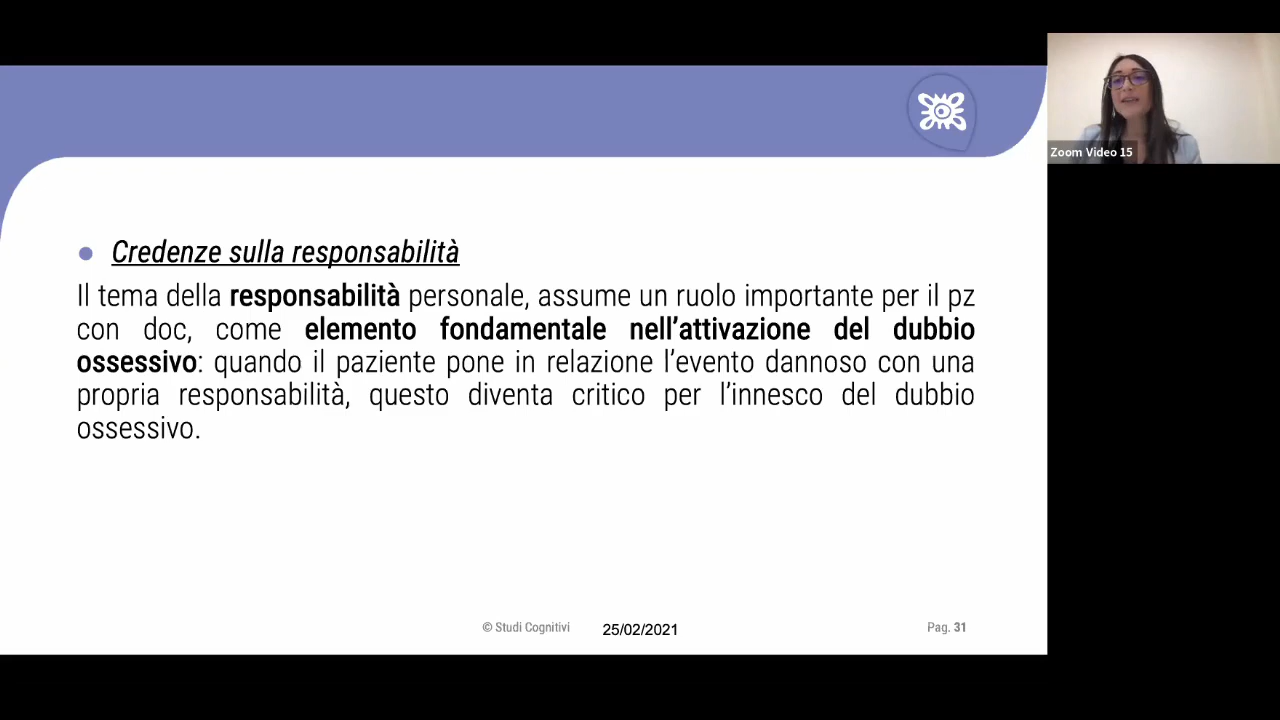 Zoom Video 15
Credenze sulla responsabilità
Il tema della responsabilità personale, assume un ruolo importante per il pz
con doc, come elemento fondamentale nell’attivazione del dubbio
ossessivo: quando il paziente pone in relazione l’evento dannoso con una
propria responsabilità, questo diventa critico per l’innesco del dubbio
ossessivo.
© Studi Cognitivi
25/02/2021
Pag. 31